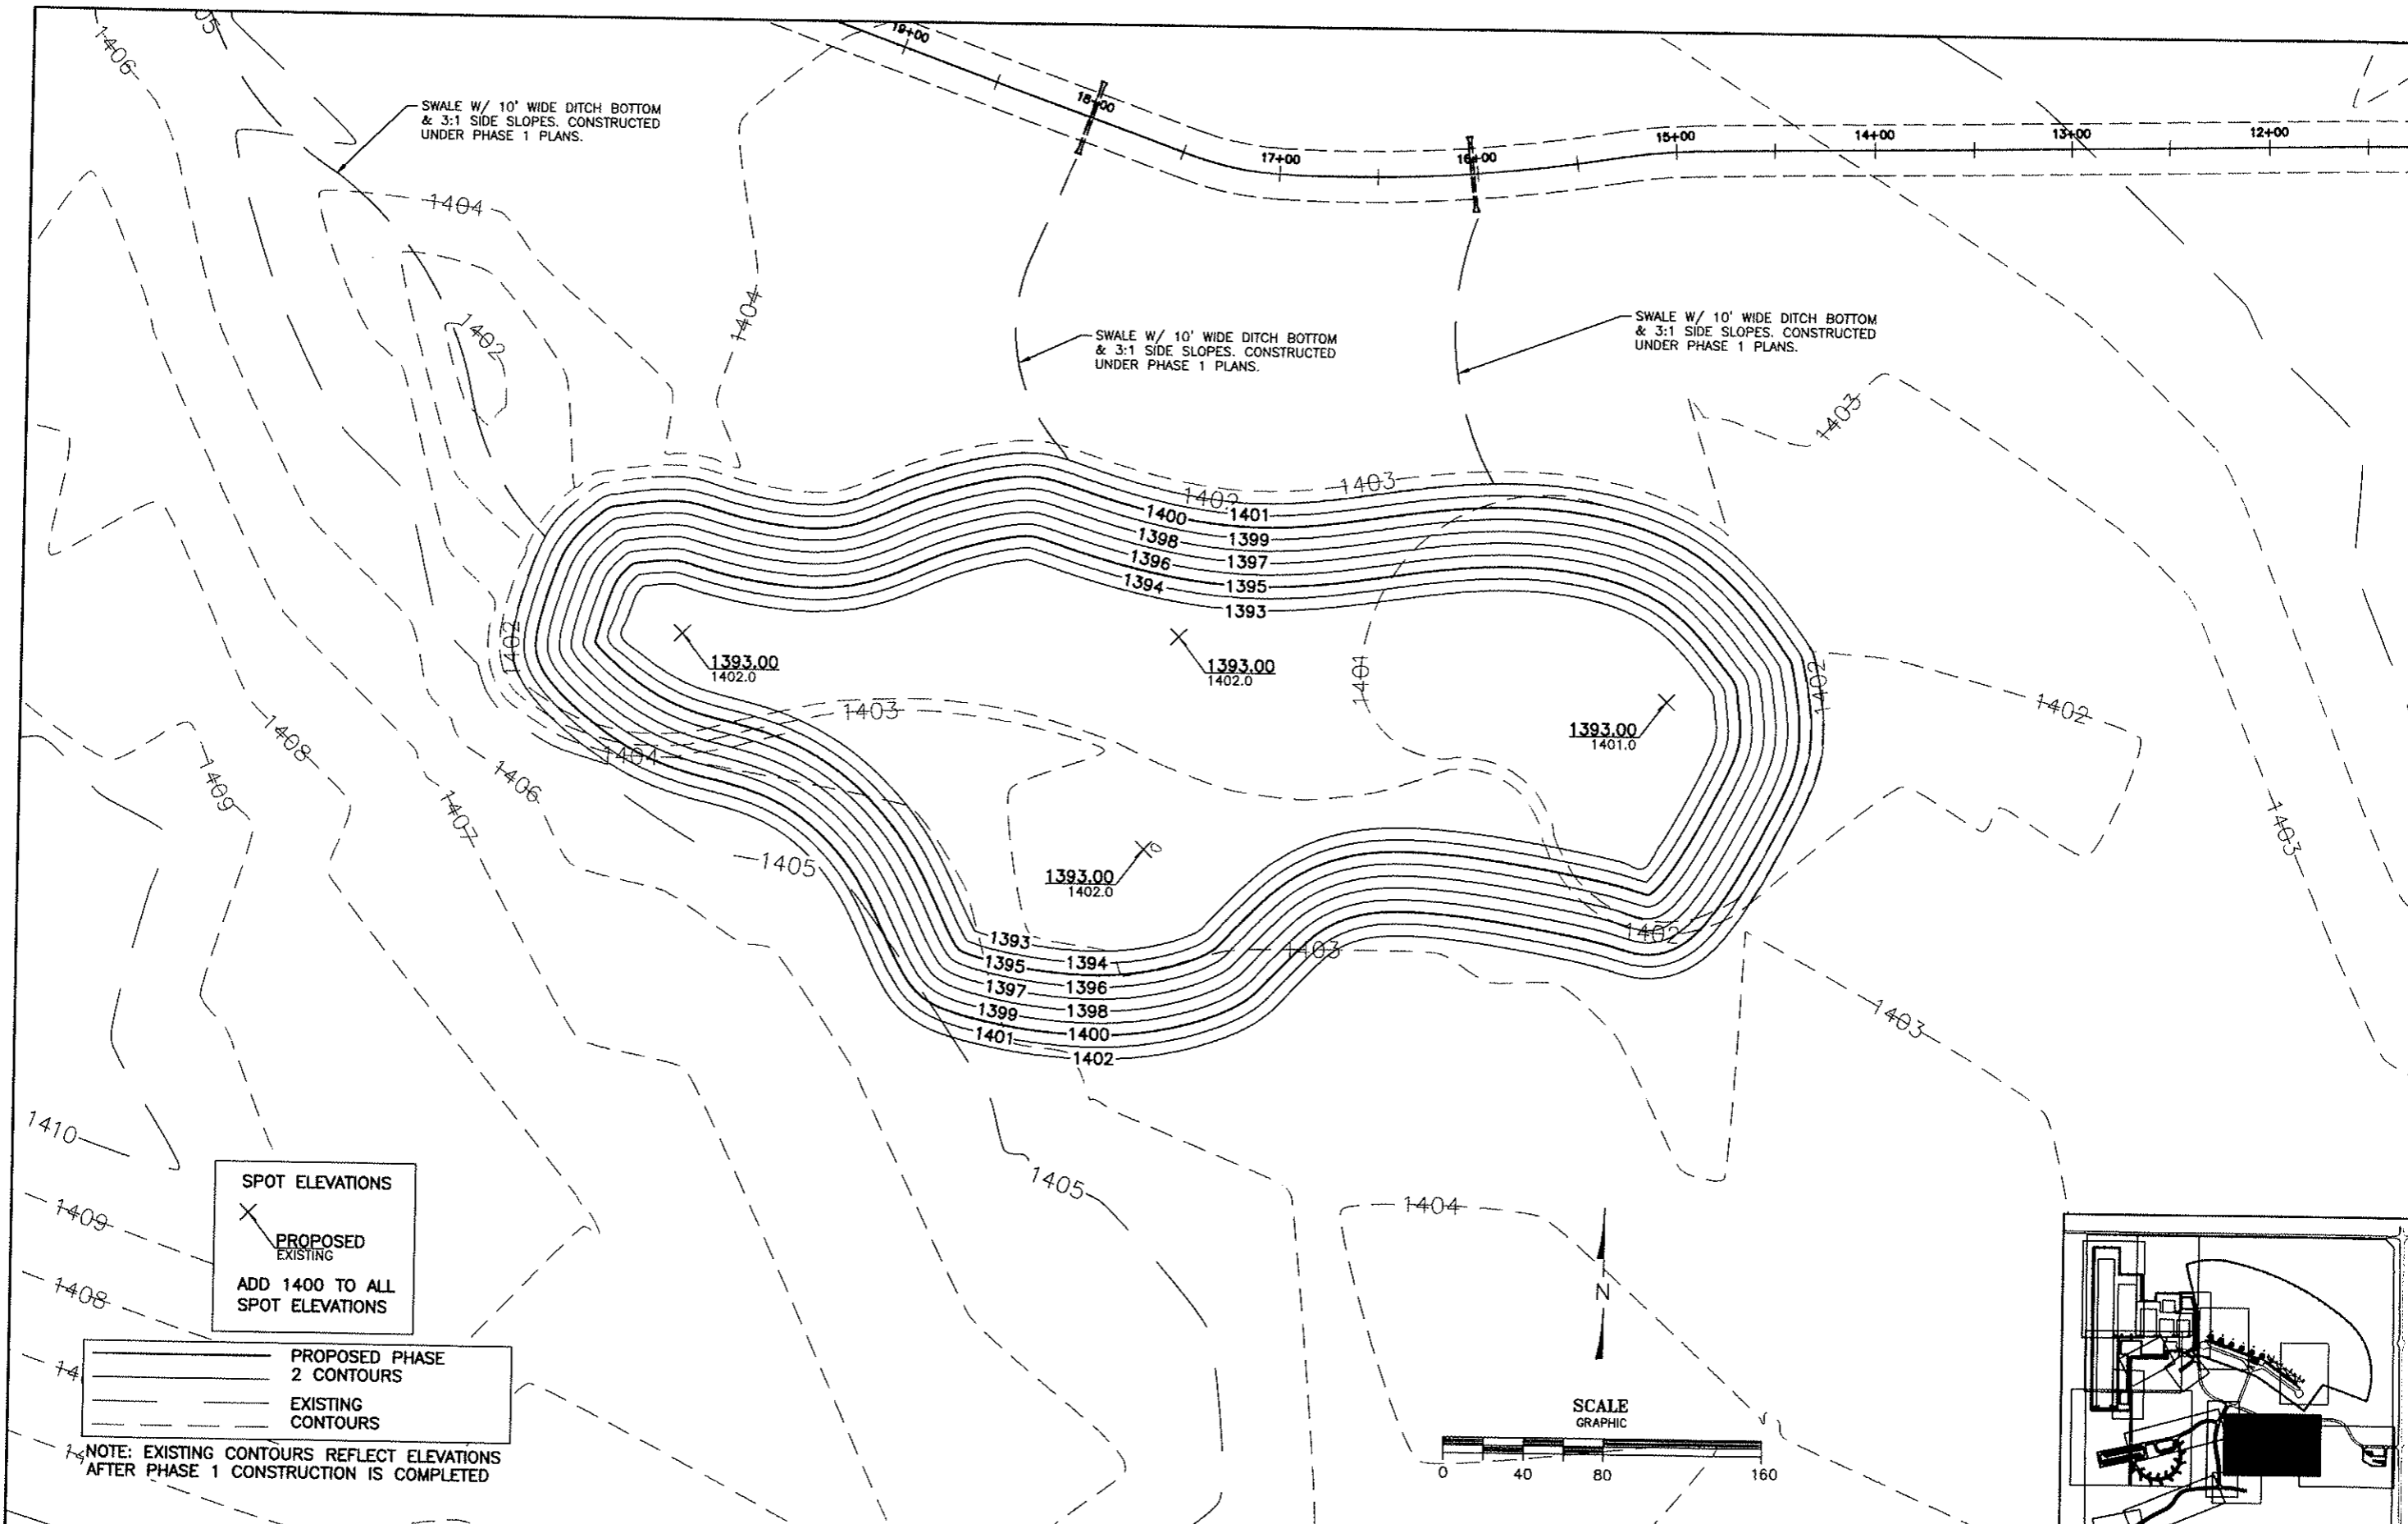 05
1406
19+00
SWALE W/ 10' WIDE DITCH BOTTOM
& 3:1 SIDE SLOPES. CONSTRUCTED
UNDER PHASE 1 PLANS.
18+00
17+00
16+00
15+00
14+00
13+00
12+00
1404
1404
1402
SWALE W/ 10' WIDE DITCH BOTTOM
& 3:1 SIDE SLOPES. CONSTRUCTED
UNDER PHASE 1 PLANS.
SWALE W/ 10' WIDE DITCH BOTTOM
& 3:1 SIDE SLOPES. CONSTRUCTED
UNDER PHASE 1 PLANS.
1403
1403
1402
1400
1401
1398
1399
1396
1397
1394
1395
1393
1402
1393.00
1402.0
1393.00
1402.0
1401
1393.00
1401.0
1402
1402
1403
1404
1408
1409
1406
1407
1405
1403
1393.00
1402.0
1402
1403
1393
1394
1395
1396
1397
1398
1399
1400
1401
1402
1403
1410
1409
1408
14
14
1405
1404
SPOT ELEVATIONS
PROPOSED
EXISTING
ADD 1400 TO ALL
SPOT ELEVATIONS
PROPOSED PHASE
2 CONTOURS
EXISTING
CONTOURS
NOTE: EXISTING CONTOURS REFLECT ELEVATIONS
AFTER PHASE 1 CONSTRUCTION IS COMPLETED
N
SCALE
GRAPHIC
0 40 80 160